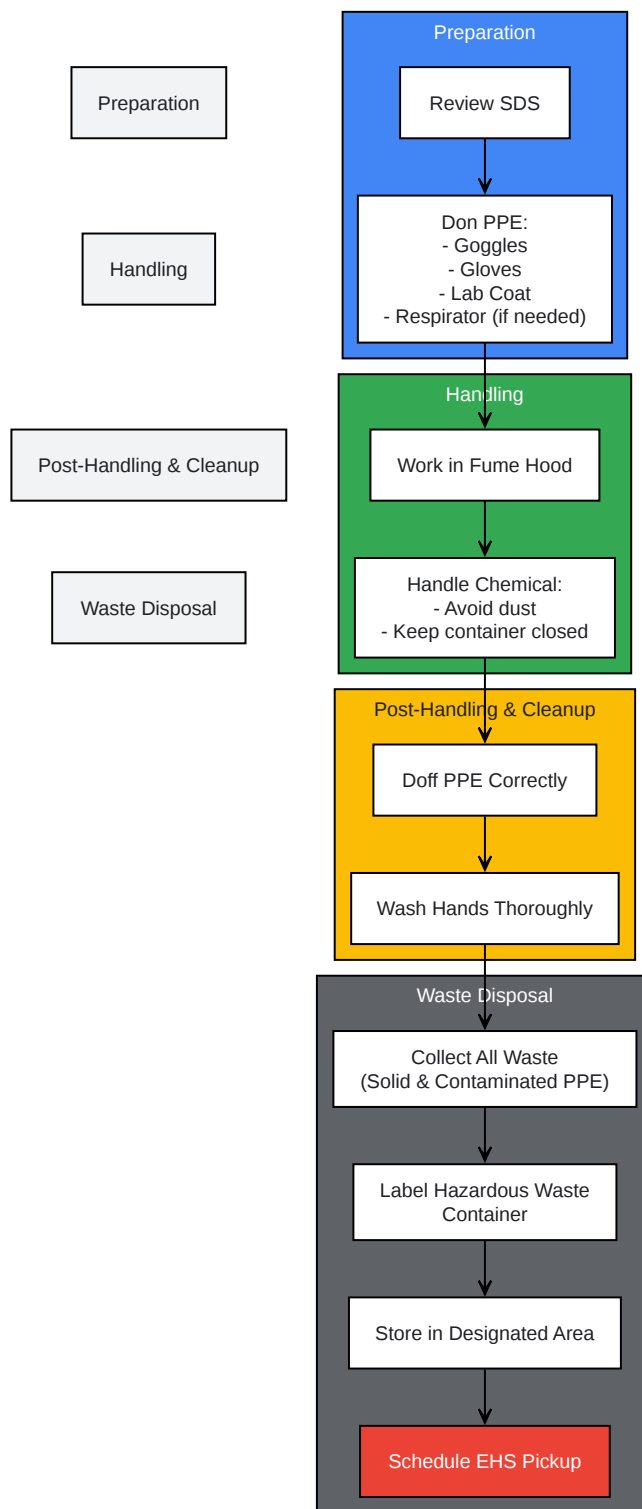 Preparation
Preparation
Review SDS
Don PPE:
- Goggles
- Gloves
- Lab Coat
- Respirator (if needed)
Handling
Handling
Post-Handling & Cleanup
Work in Fume Hood
Waste Disposal
Handle Chemical:
- Avoid dust
- Keep container closed
Post-Handling & Cleanup
Doff PPE Correctly
Wash Hands Thoroughly
Waste Disposal
Collect All Waste
(Solid & Contaminated PPE)
Label Hazardous Waste
Container
Store in Designated Area
Schedule EHS Pickup